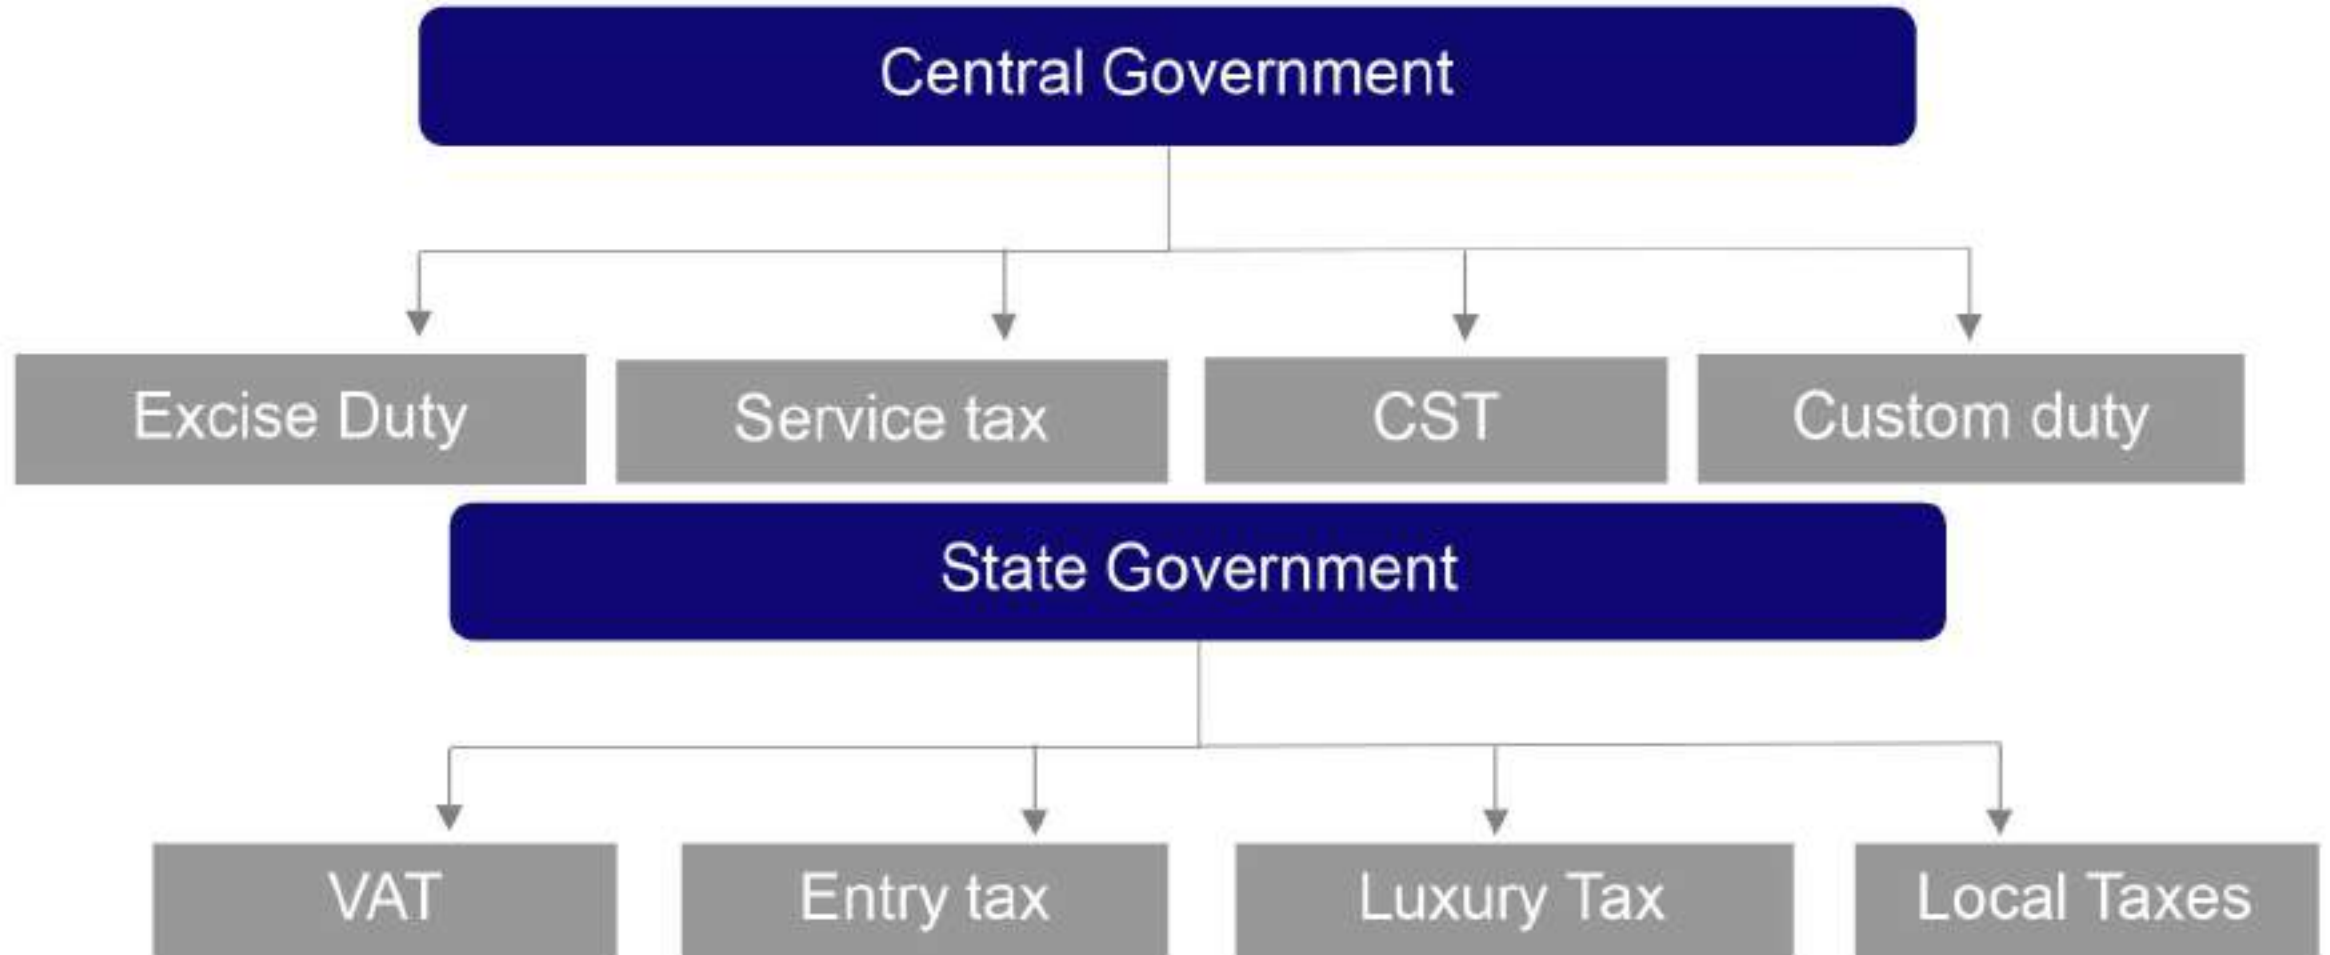 Central Government
Excise Duty
Service tax
CST
Custom duty
State Government
VAT
Entry tax
Luxury Tax
Local Taxes